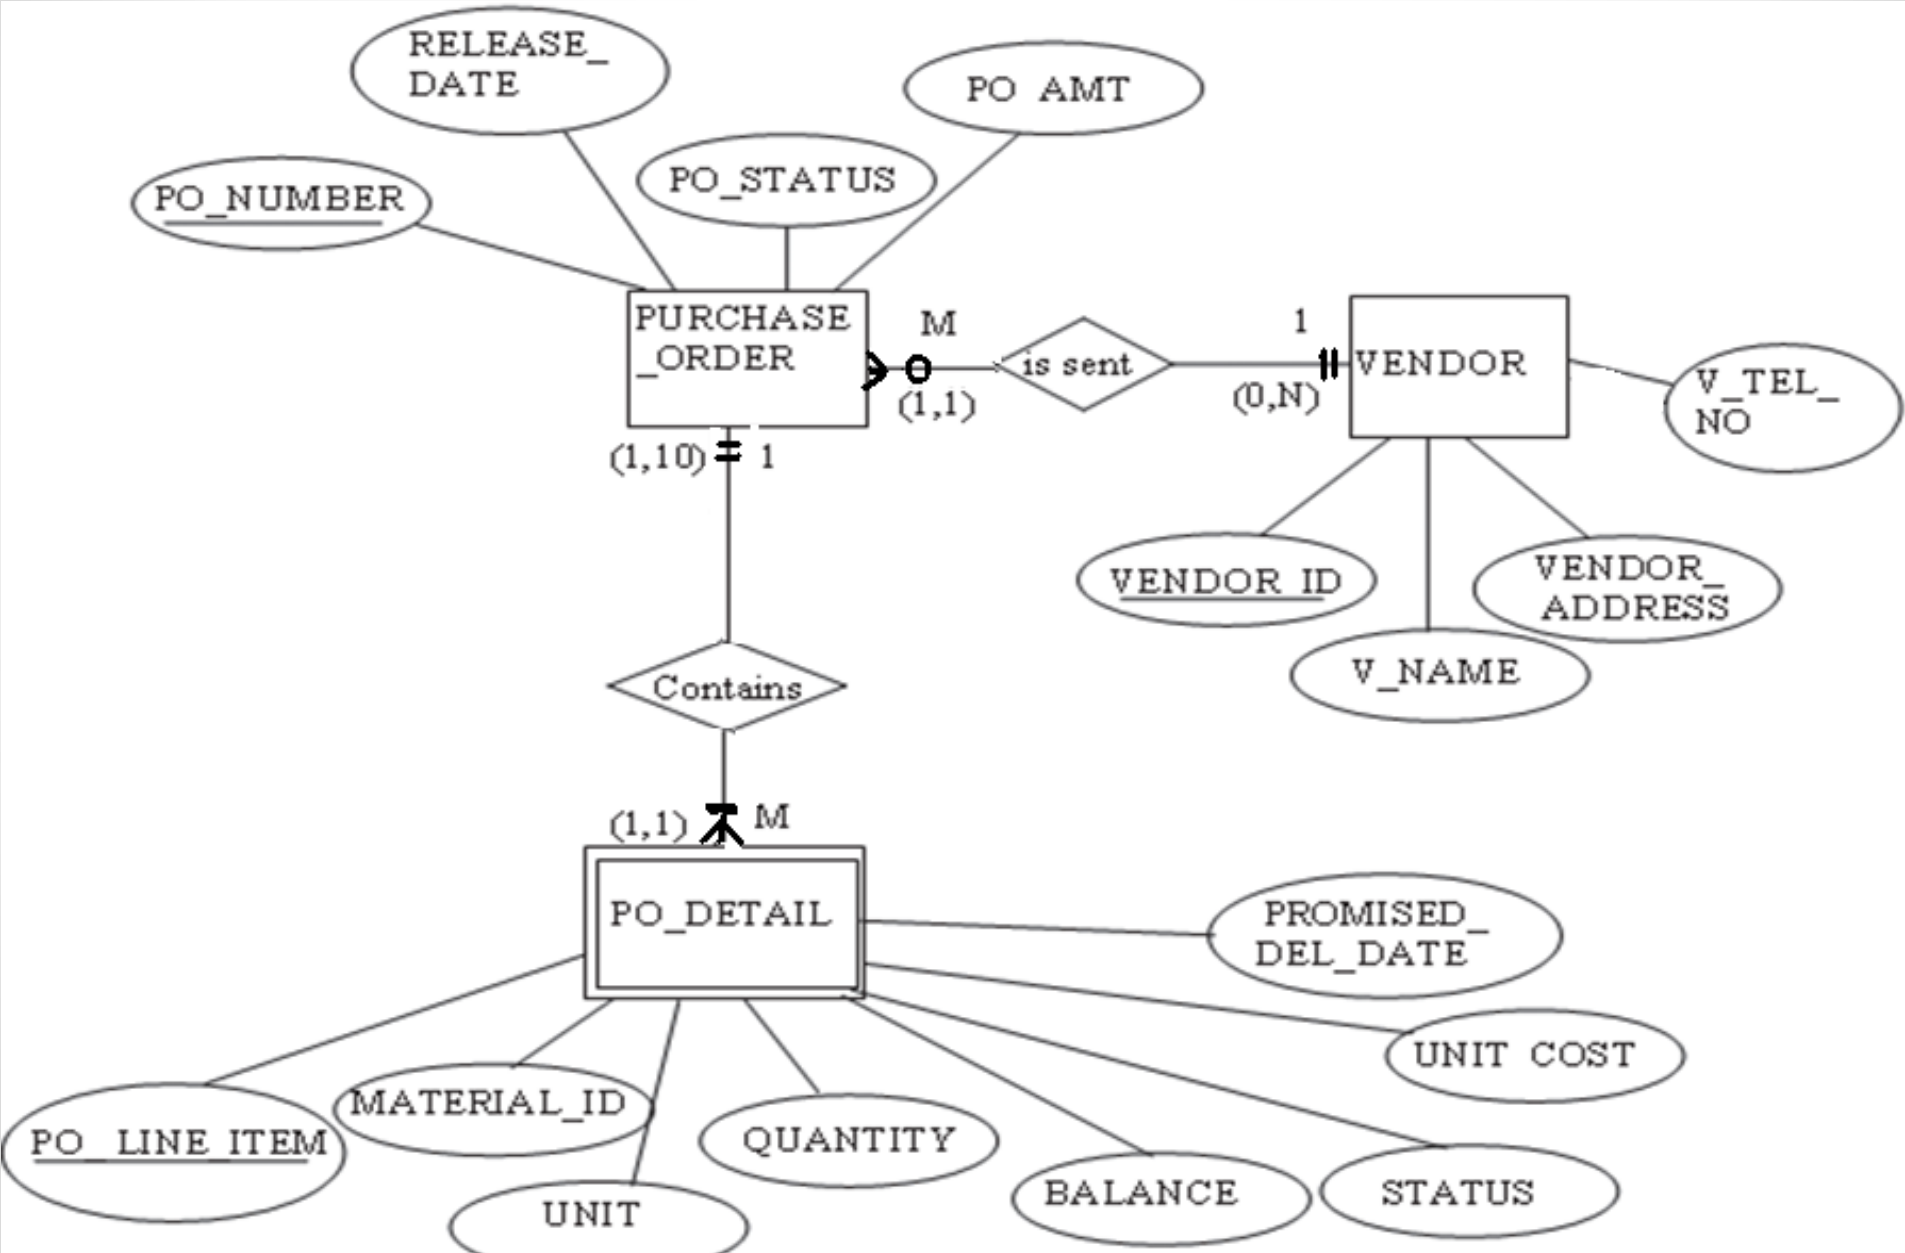 RELEASE_
DATE
PO AMT
PO_STATUS
PO_NUMBER
PURCHASE
_ORDER
M
is sent
1
VENDOR
(1,1)
(0,N)
V_TEL_
NO
(1,10)
1
VENDOR ID
VENDOR_
ADDRESS
V_NAME
Contains
(1,1)
M
PO_DETAIL
PROMISED_
DEL_DATE
UNIT COST
MATERIAL_ID
PO_LINE ITEM
QUANTITY
BALANCE
STATUS
UNIT